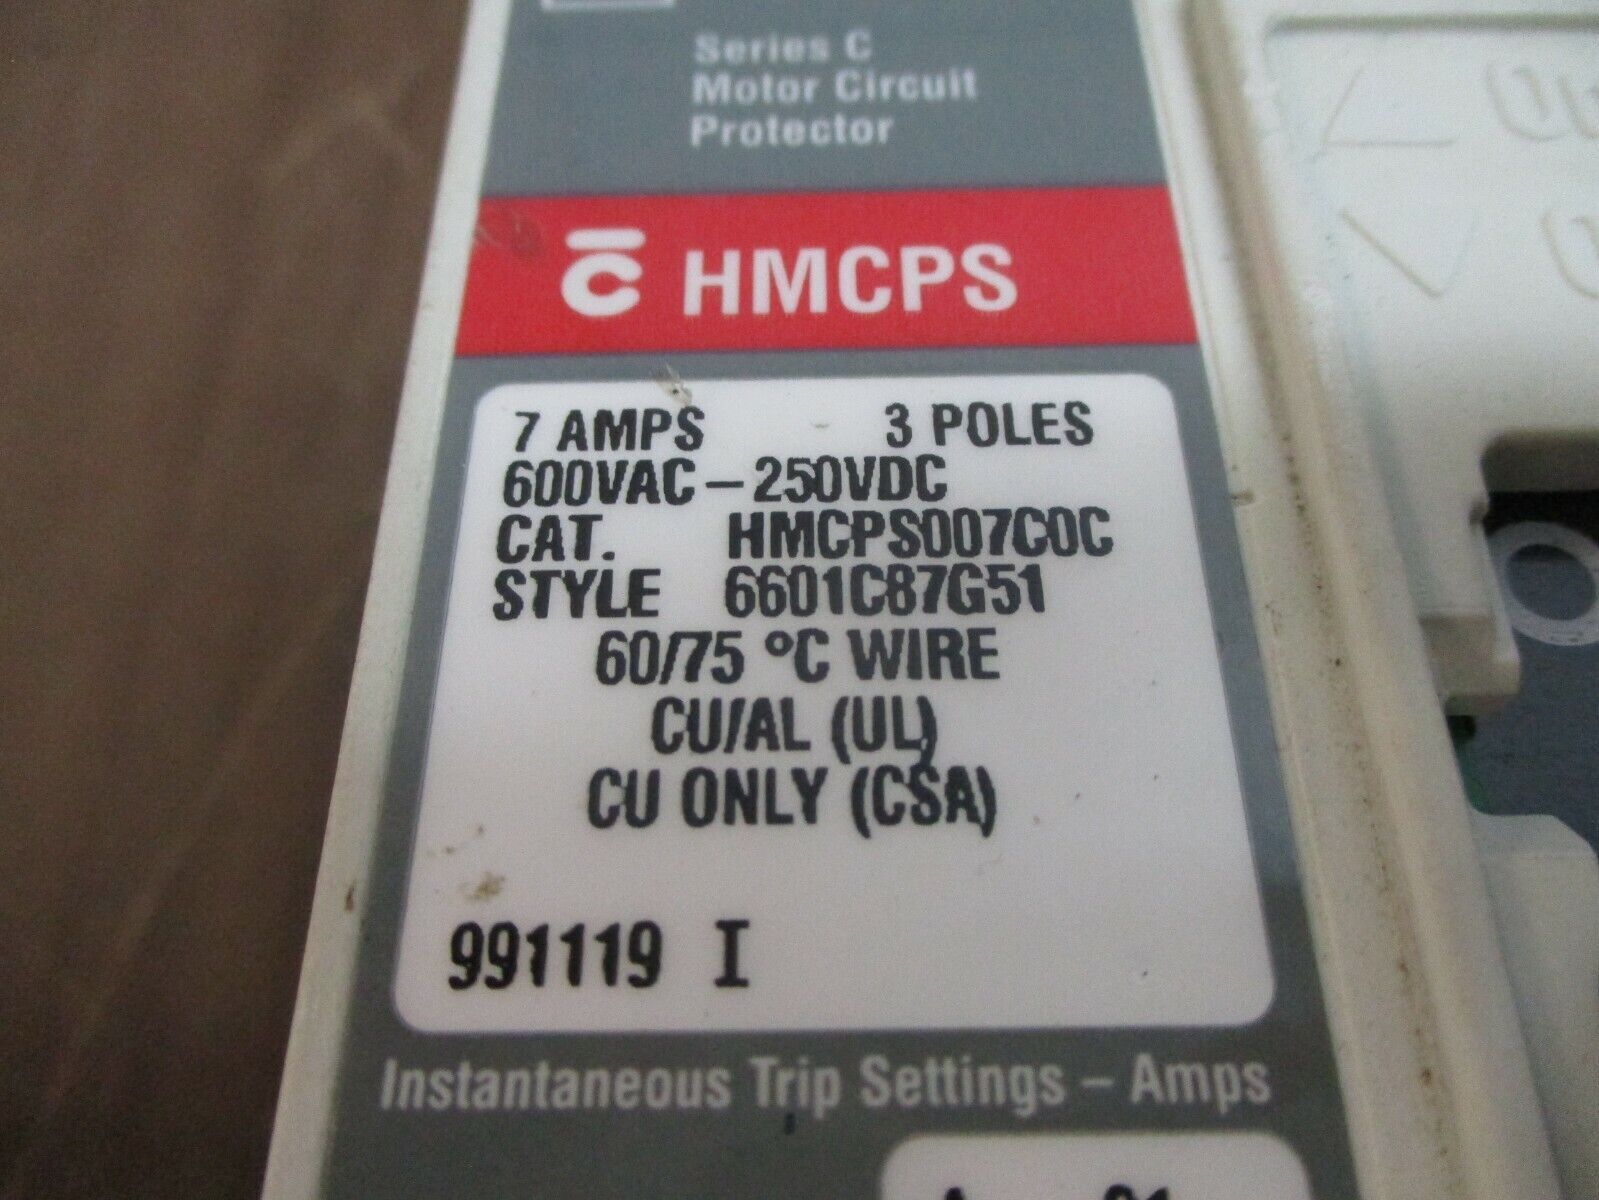 Series C
Motor Circuit
Protector
C HMCPS
7 AMPS - 3 POLES
600VAC-250VDC
CAT. HMCPS007C0C
STYLE 6601C87G51
60/75 °C WIRE
CU/AL (UL)
CU ONLY (CSA)
991119 I
Instantaneous Trip Settings - Amps